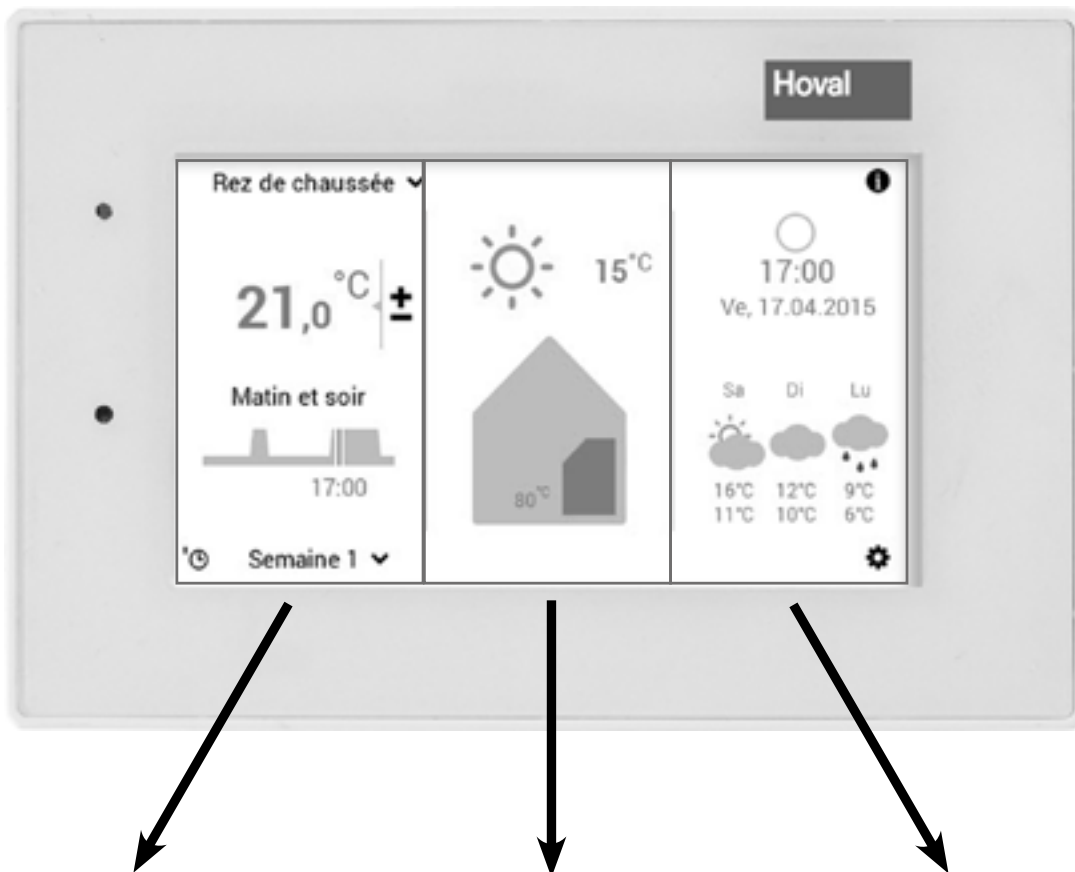 Hoval
Rez de chaussée
21,0 °C
±
Matin et soir
17:00
Semaine 1
15°C
80°C
17:00
Ve, 17.04.2015
Sa Di Lu
16°C 12°C 9°C
11°C 10°C 6°C